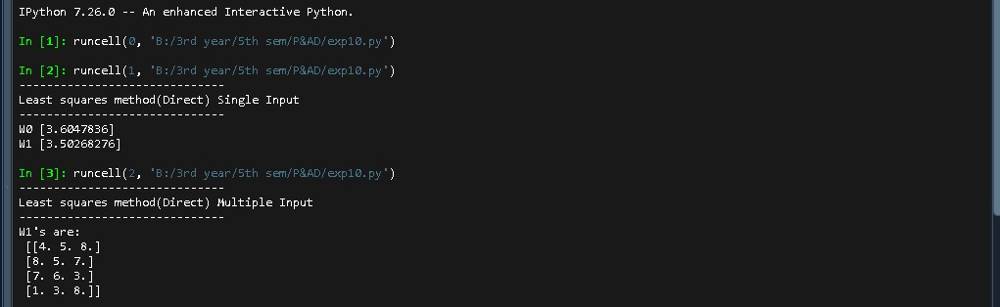 IPython 7.26.0 -- An enhanced Interactive Python.
In [1]: runcell(0, 'B:/3rd year/5th sem/P&AD/exp10.py')
In [2]: runcell(1, 'B:/3rd year/5th sem/P&AD/exp10.py')
------------------------------
Least squares method(Direct) Single Input
------------------------------
W0 [3.6047836]
W1 [3.50268276]
In [3]: runcell(2, 'B:/3rd year/5th sem/P&AD/exp10.py')
------------------------------
Least squares method(Direct) Multiple Input
------------------------------
W1's are:
[[4. 5. 8.]
[8. 5. 7.]
[7. 6. 3.]
[1. 3. 8.]]